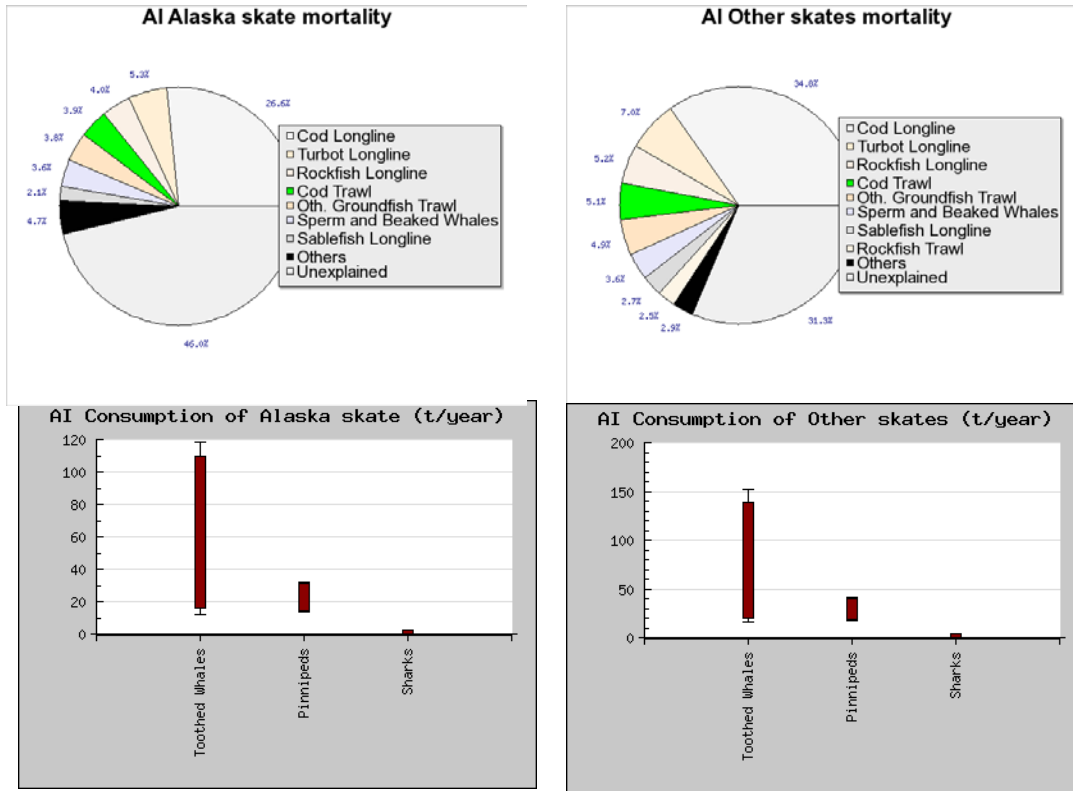 AI Alaska skate mortality
5.3%
4.0%
3.9%
3.8%
3.6%
2.1%
4.7%
46.0%
26.6%
Cod Longline
Turbot Longline
Rockfish Longline
Cod Trawl
Oth. Groundfish Trawl
Sperm and Beaked Whales
Sablefish Longline
Others
Unexplained
AI Other skates mortality
34.8%
7.0%
5.2%
5.1%
4.9%
3.6%
2.7%
2.5%
2.9%
31.3%
Cod Longline
Turbot Longline
Rockfish Longline
Cod Trawl
Oth. Groundfish Trawl
Sperm and Beaked Whales
Sablefish Longline
Rockfish Trawl
Others
Unexplained
AI Consumption of Alaska skate (t/year)
120
100
80
60
40
20
0
Toothed Whales
Pinnipeds
Sharks
AI Consumption of Other skates (t/year)
200
150
100
50
0
Toothed Whales
Pinnipeds
Sharks